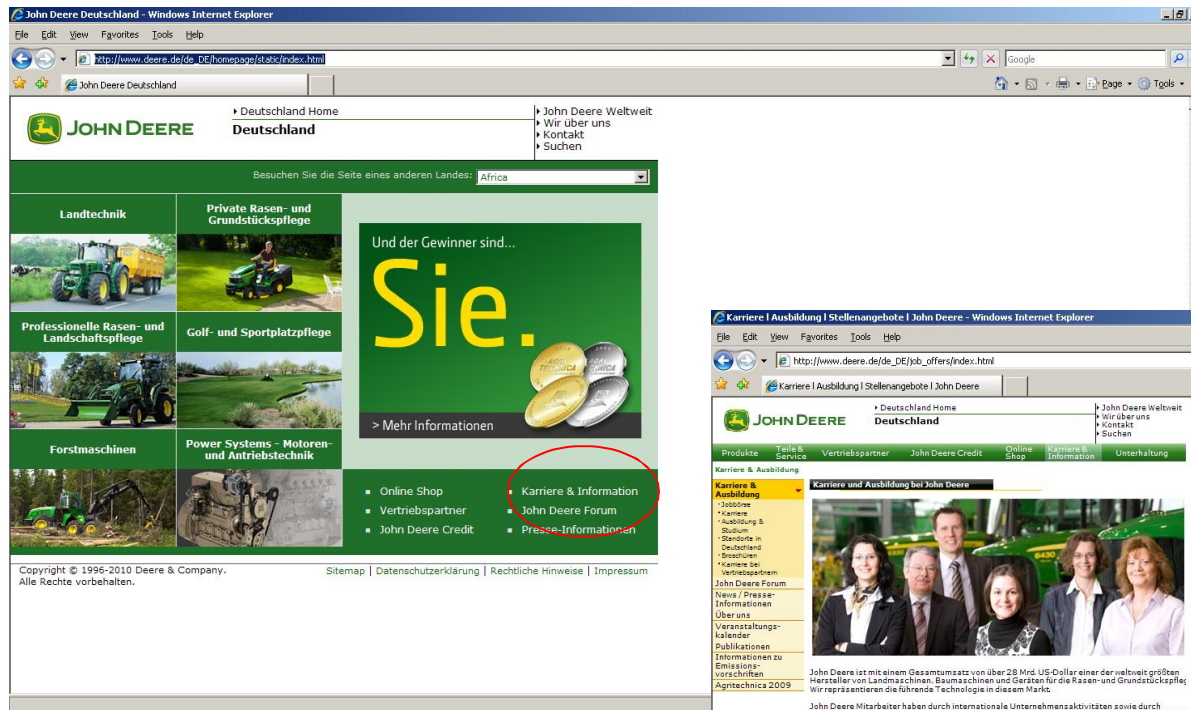 John Deere Deutschland - Windows Internet Explorer
File Edit View Favorites Tools Help
http://www.deere.de/de_DE/homepage/static/index.html
Google
John Deere Deutschland
Page Tools
JOHN DEERE
Deutschland Home
Deutschland
John Deere Weltweit
Wir über uns
Kontakt
Suchen
Besuchen Sie die Seite eines anderen Landes: Africa
Landtechnik
Private Rasen- und
Grundstückspflege
Professionelle Rasen- und
Landschaftspflege
Golf- und Sportplatzpflege
Forstmaschinen
Power Systems - Motoren-
und Antriebstechnik
Und der Gewinner sind...
Sie.
AGRI
TECHNICA
> Mehr Informationen
Online Shop
Vertriebspartner
John Deere Credit
Karriere & Information
John Deere Forum
Presse-Informationen
Copyright © 1996-2010 Deere & Company.
Alle Rechte vorbehalten.
Sitemap | Datenschutzerklärung | Rechtliche Hinweise | Impressum
Karriere l Ausbildung l Stellenangebote l John Deere - Windows Internet Explorer
File Edit View Favorites Tools Help
http://www.deere.de/de_DE/job_offers/index.html
Karriere l Ausbildung l Stellenangebote l John Deere
JOHN DEERE
Deutschland Home
Deutschland
John Deere Weltweit
Wir über uns
Kontakt
Suchen
Produkte Teile & Service Vertriebspartner John Deere Credit Online Shop Karriere & Information Unterhaltung
Karriere & Ausbildung
Karriere &
Ausbildung
Jobbörse
Karriere
Ausbildung &
Studium
Standorte in
Deutschland
Broschüren
Karriere bei
Vertriebspartnern
John Deere Forum
News / Presse-
Informationen
Über uns
Veranstaltungs-
kalender
Publikationen
Informationen zu
Emissions-
vorschriften
Agritechnica 2009
Karriere und Ausbildung bei John Deere
6430
John Deere ist mit einem Gesamtumsatz von über 28 Mrd. US-Dollar einer der weltweit größten
Hersteller von Landmaschinen, Baumaschinen und Geräten für die Rasen- und Grundstückspfleg
Wir repräsentieren die führende Technologie in diesem Markt.
John Deere Mitarbeiter haben durch internationale Unternehmensaktivitäten sowie durch